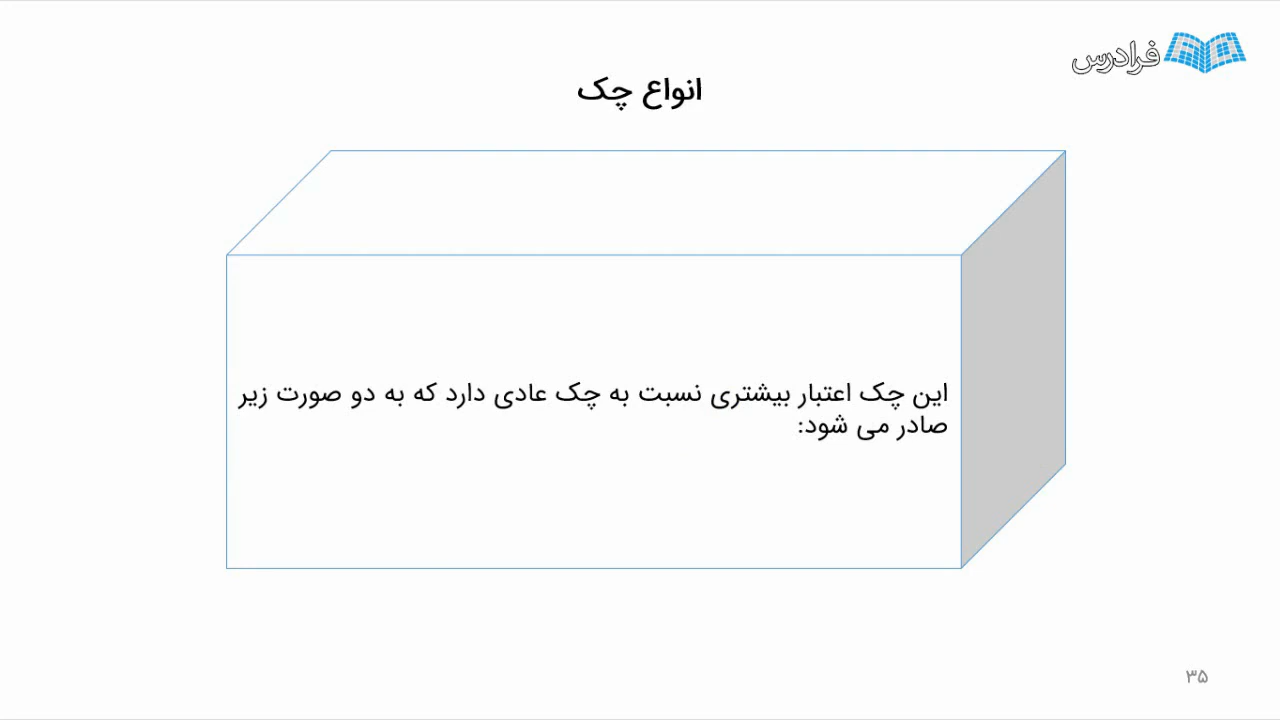 فرادرس
انواع چک
این چک اعتبار بیشتری نسبت به چک عادی دارد که به دو صورت زیر
صادر می شود:
۳۵